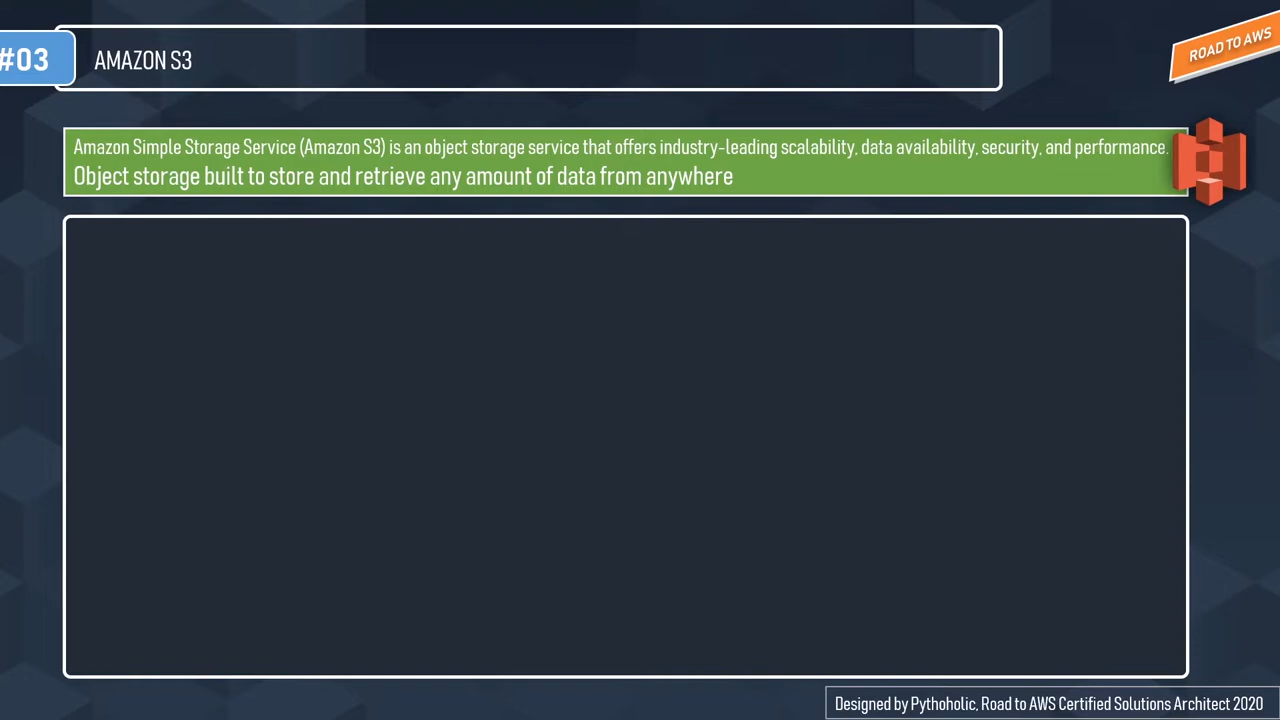 #03
AMAZON S3
ROAD TO AWS
Amazon Simple Storage Service (Amazon S3) is an object storage service that offers industry-leading scalability, data availability, security, and performance.
Object storage built to store and retrieve any amount of data from anywhere
Designed by Pythoholic, Road to AWS Certified Solutions Architect 2020